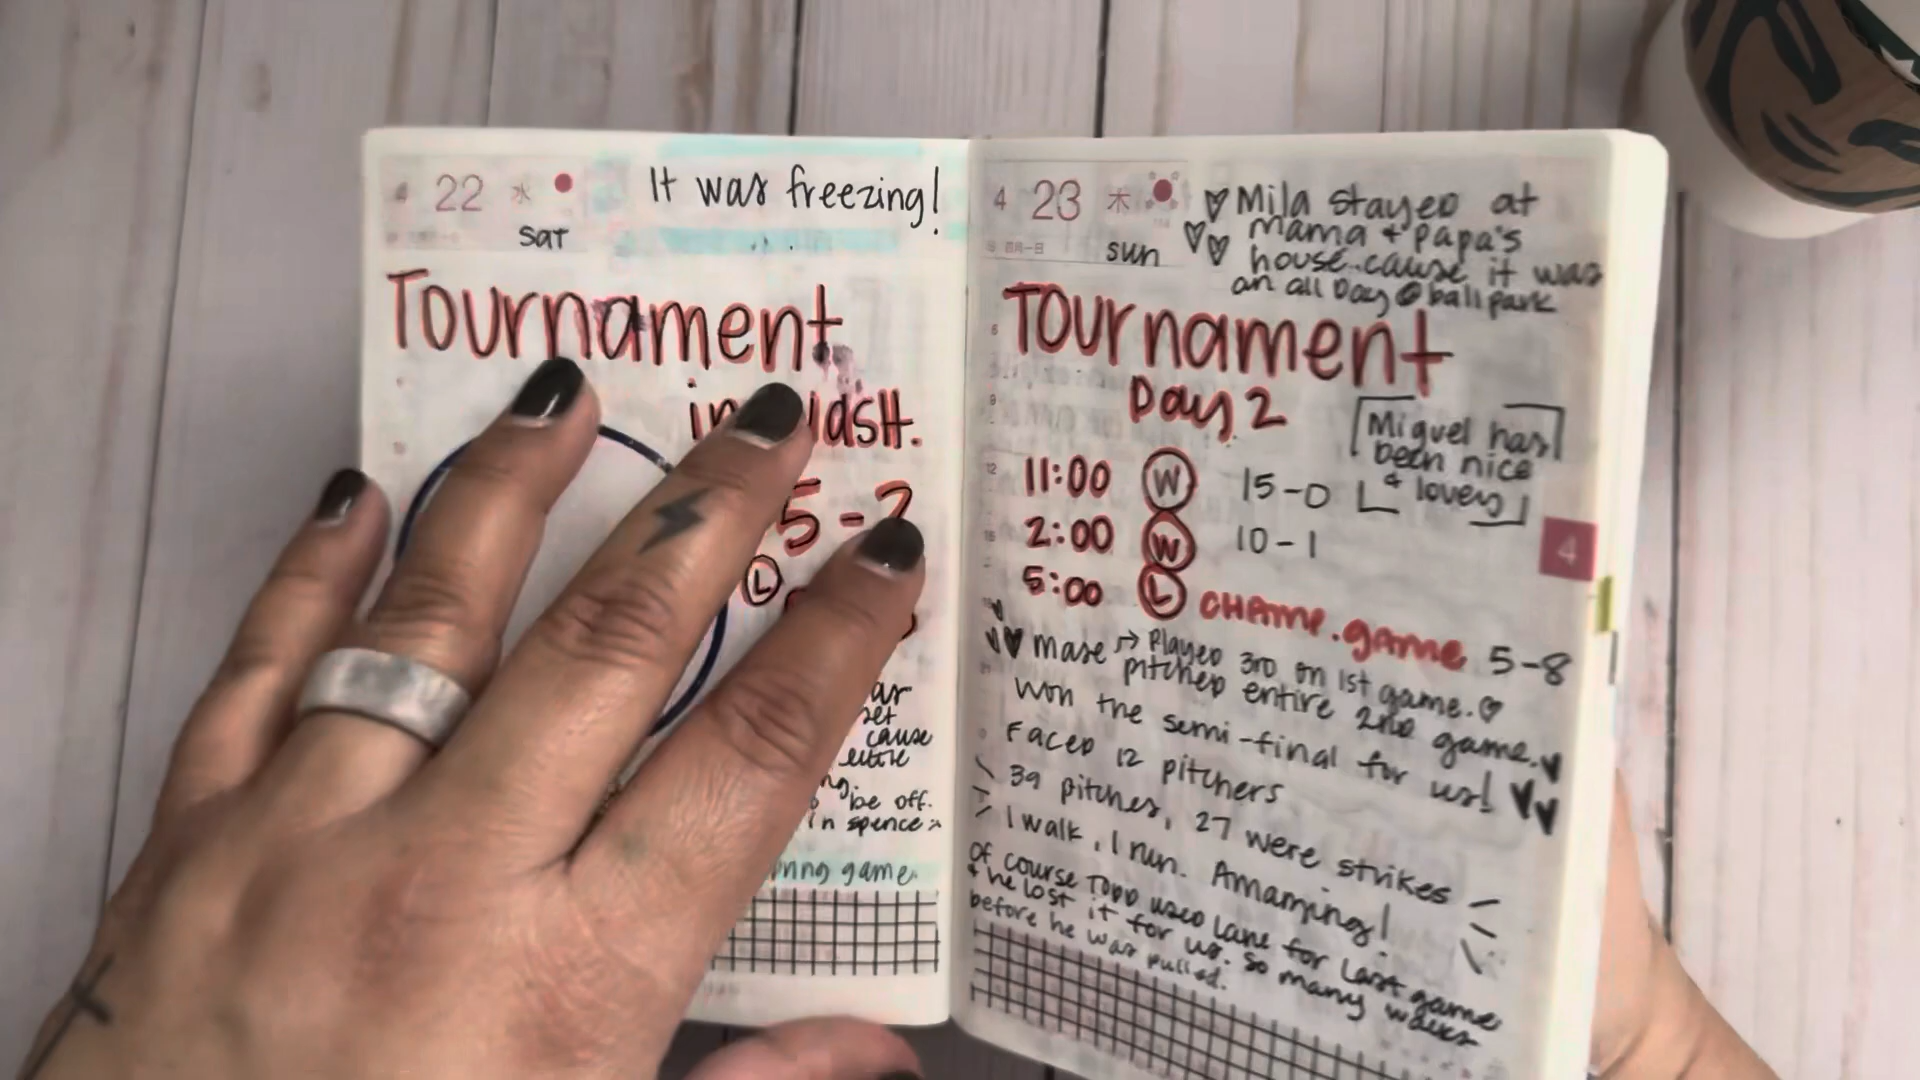 4 22 水
sat
It was freezing!
Tournament
5-2
L
cause
be off.
in spence
game.
4 23 木
sun
Mila stayed at
mama + papa's
house cause it was
an all Day @ ballpark
Tournament
Day 2
Miguel has
been nice
& lovey
11:00 W 15-0
2:00 W 10-1
5:00 L CHAMP. game 5-8
4
mase → Played 3rd on 1st game.
pitched entire 2nd game.
won the semi-final for us!
Faced 12 pitchers
39 pitches, 27 were strikes
1 walk, 1 run. Amazing!
Of course Todd used Lane for Last game
& he lost it for us. So many walks
before he was pulled.